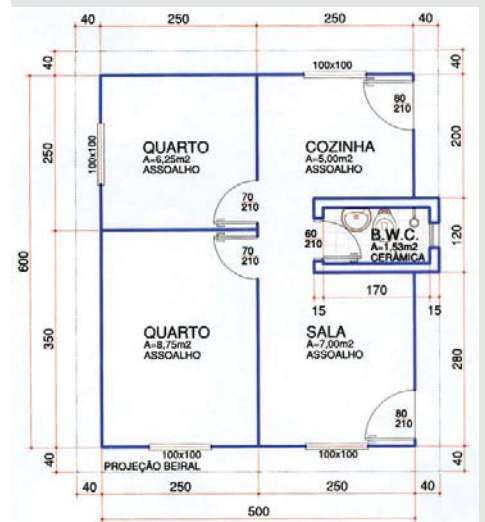 40 250 250 40
40
100x100
80
210
250
100x100
QUARTO
A=6,25m2
ASSOALHO
COZINHA
A=5,00m2
ASSOALHO
200
70
210
60
210
B.W.C.
A=1,53m2
CERÂMICA
120
600
70
210
170
15 15
350
QUARTO
A=8,75m2
ASSOALHO
SALA
A=7,00m2
ASSOALHO
280
80
210
100x100 100x100
40
PROJEÇÃO BEIRAL
40
40 250 250 40
500